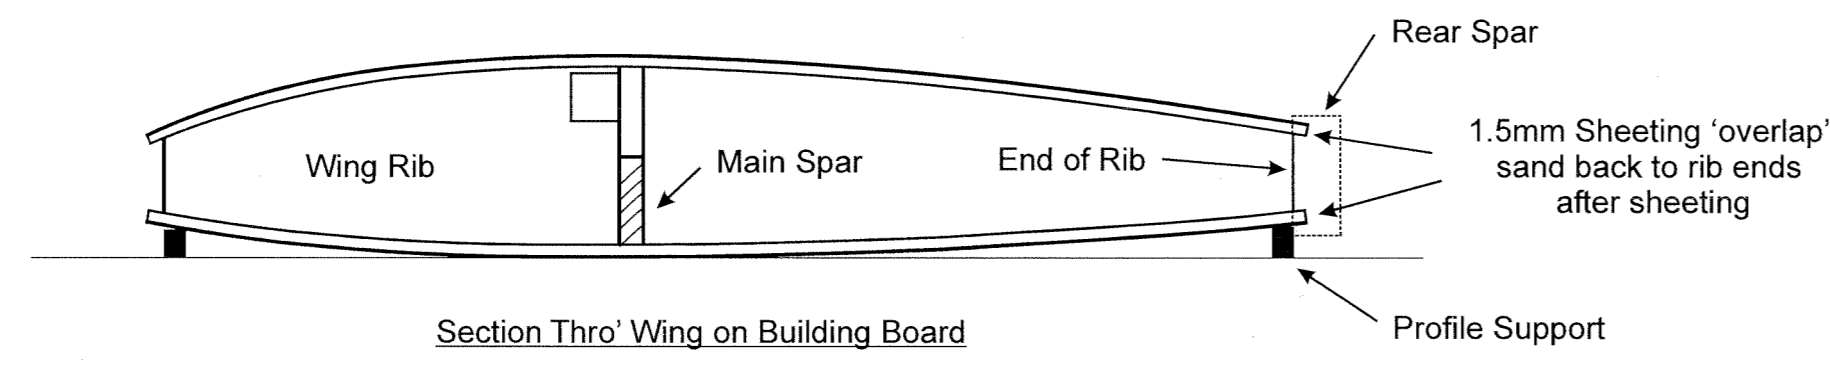 Rear Spar
1.5mm Sheeting ‘overlap’
sand back to rib ends
after sheeting
Wing Rib
Main Spar
End of Rib
Profile Support
Section Thro’ Wing on Building Board